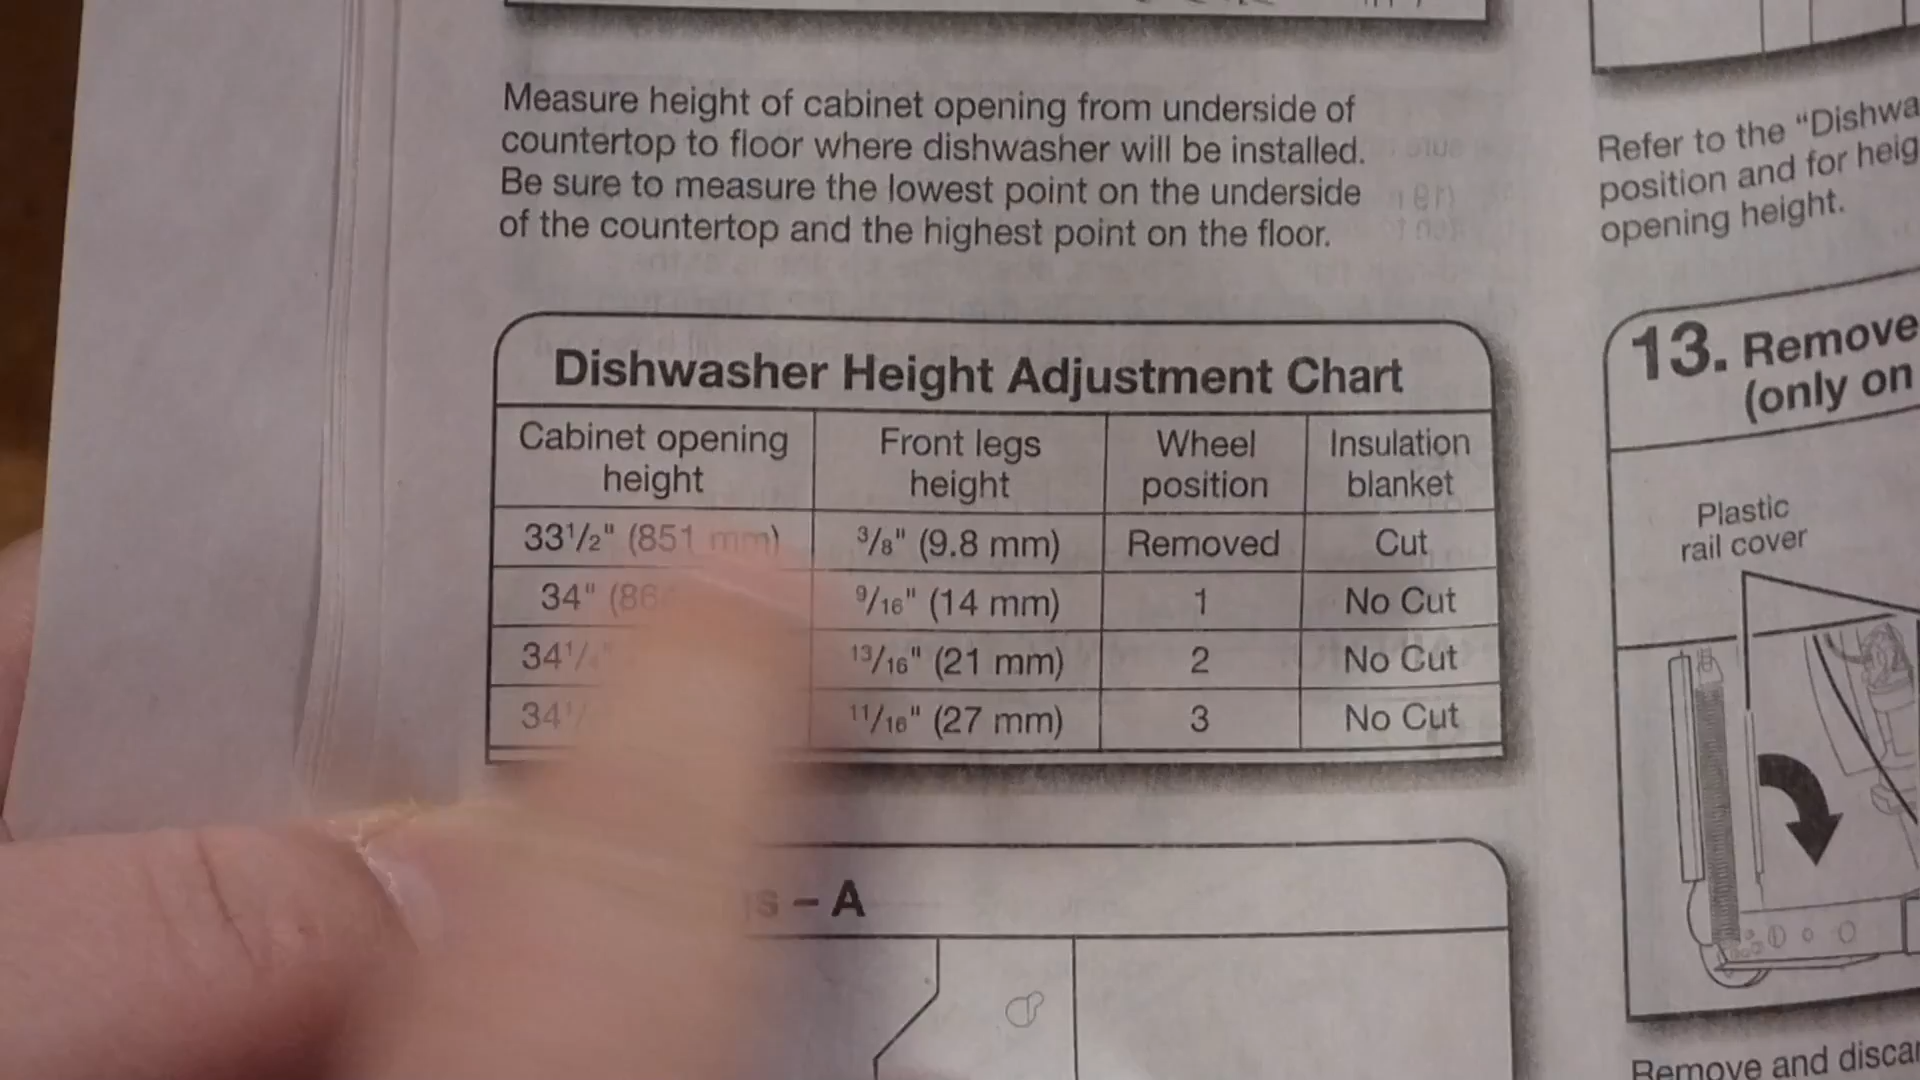 Measure height of cabinet opening from underside of
countertop to floor where dishwasher will be installed.
Be sure to measure the lowest point on the underside
of the countertop and the highest point on the floor.
Dishwasher Height Adjustment Chart
Cabinet opening height Front legs height Wheel position Insulation blanket
33 1/2" (851 mm) 3/8" (9.8 mm) Removed Cut
34" 9/16" (14 mm) 1 No Cut
13/16" (21 mm) 2 No Cut
11/16" (27 mm) 3 No Cut
– A
Refer to the
position and for
opening height.
13. Remove
(only on
Plastic
rail cover
Remove and